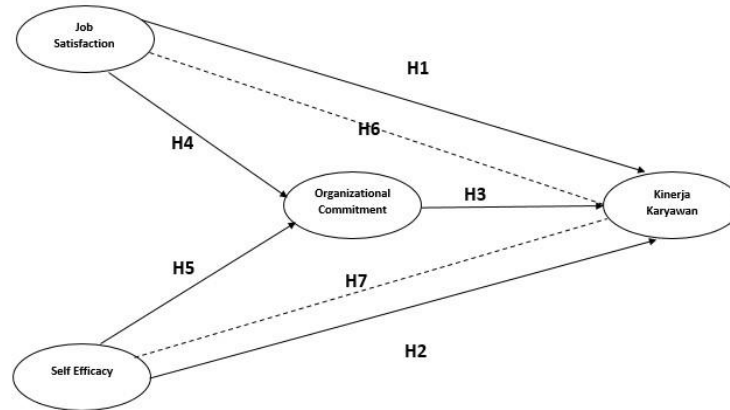 Job
Satisfaction
H1
H6
H4
Organizational
Commitment
H3
Kinerja
Karyawan
H5
H7
H2
Self Efficacy